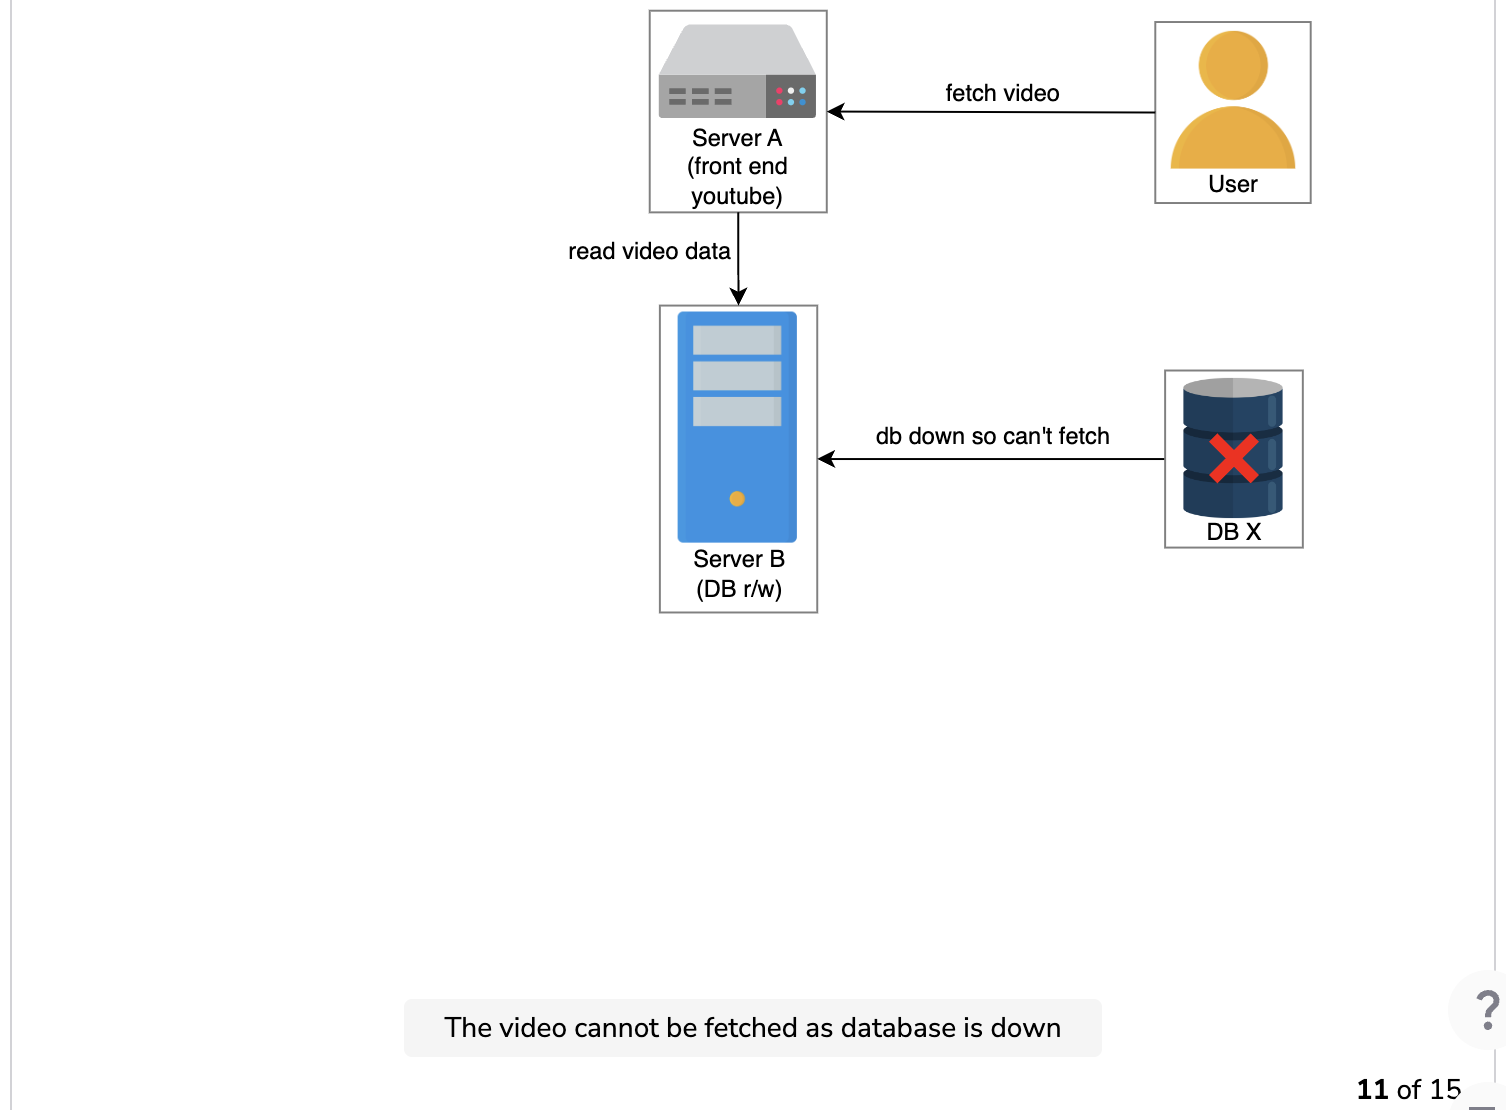 fetch video
Server A
(front end
youtube)
User
read video data
db down so can't fetch
DB X
Server B
(DB r/w)
The video cannot be fetched as database is down
?
11 of 15